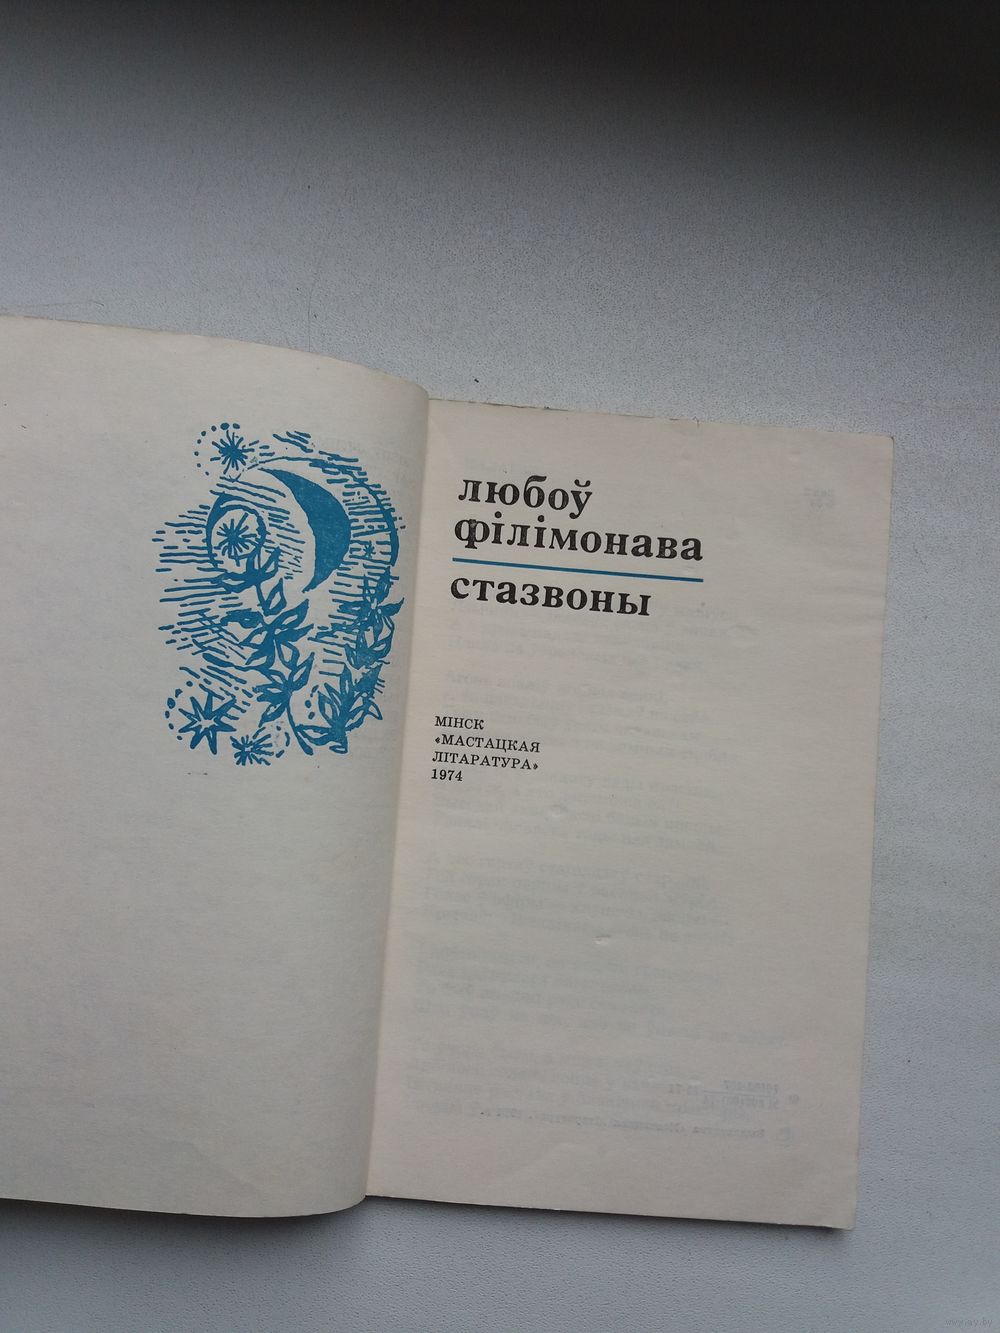 любоў
філімонава
стазвоны
МІНСК
«МАСТАЦКАЯ
ЛІТАРАТУРА»
1974